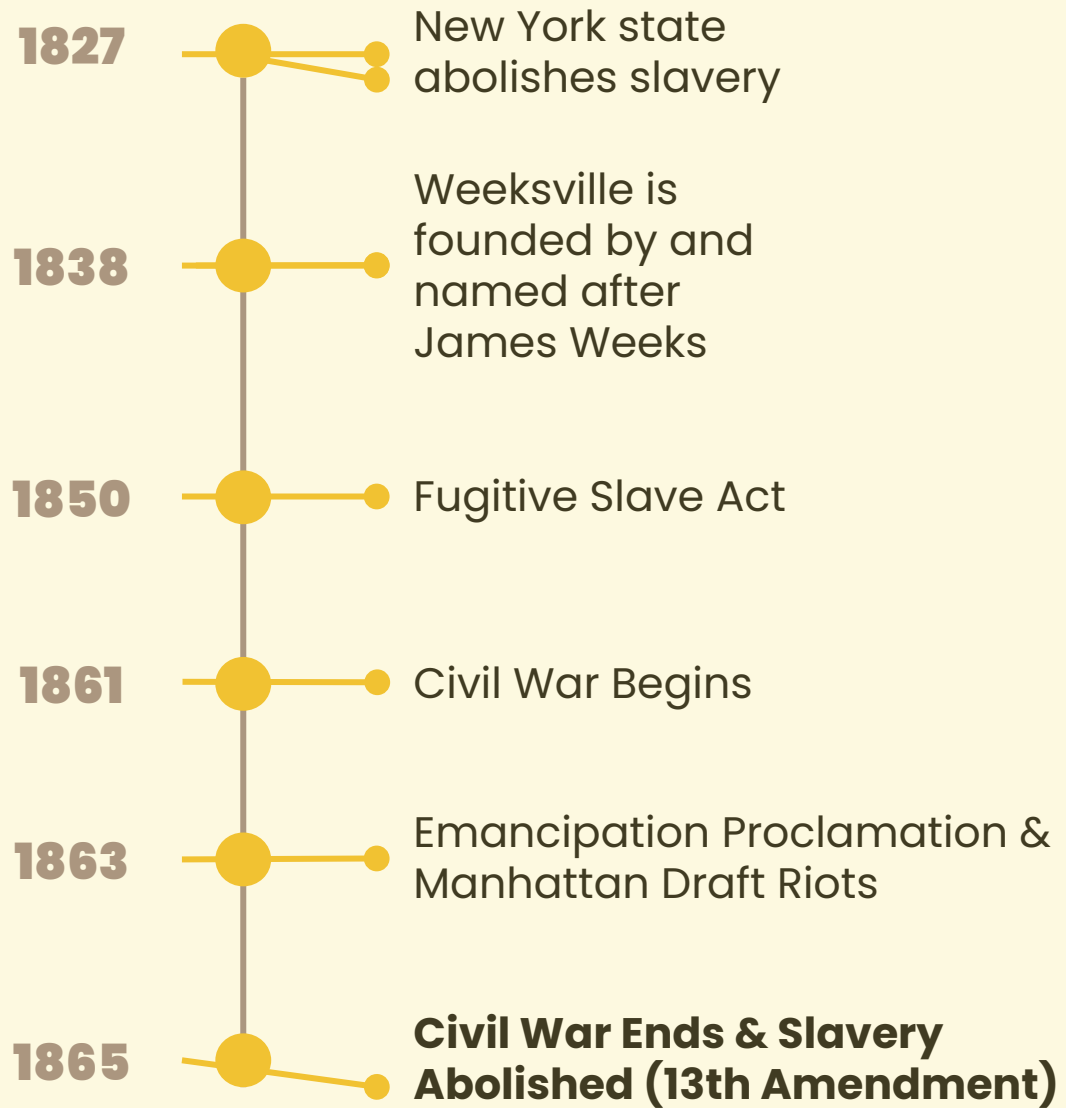 1827
New York state
abolishes slavery
1838
Weeksville is
founded by and
named after
James Weeks
1850
Fugitive Slave Act
1861
Civil War Begins
1863
Emancipation Proclamation &
Manhattan Draft Riots
1865
Civil War Ends & Slavery
Abolished (13th Amendment)